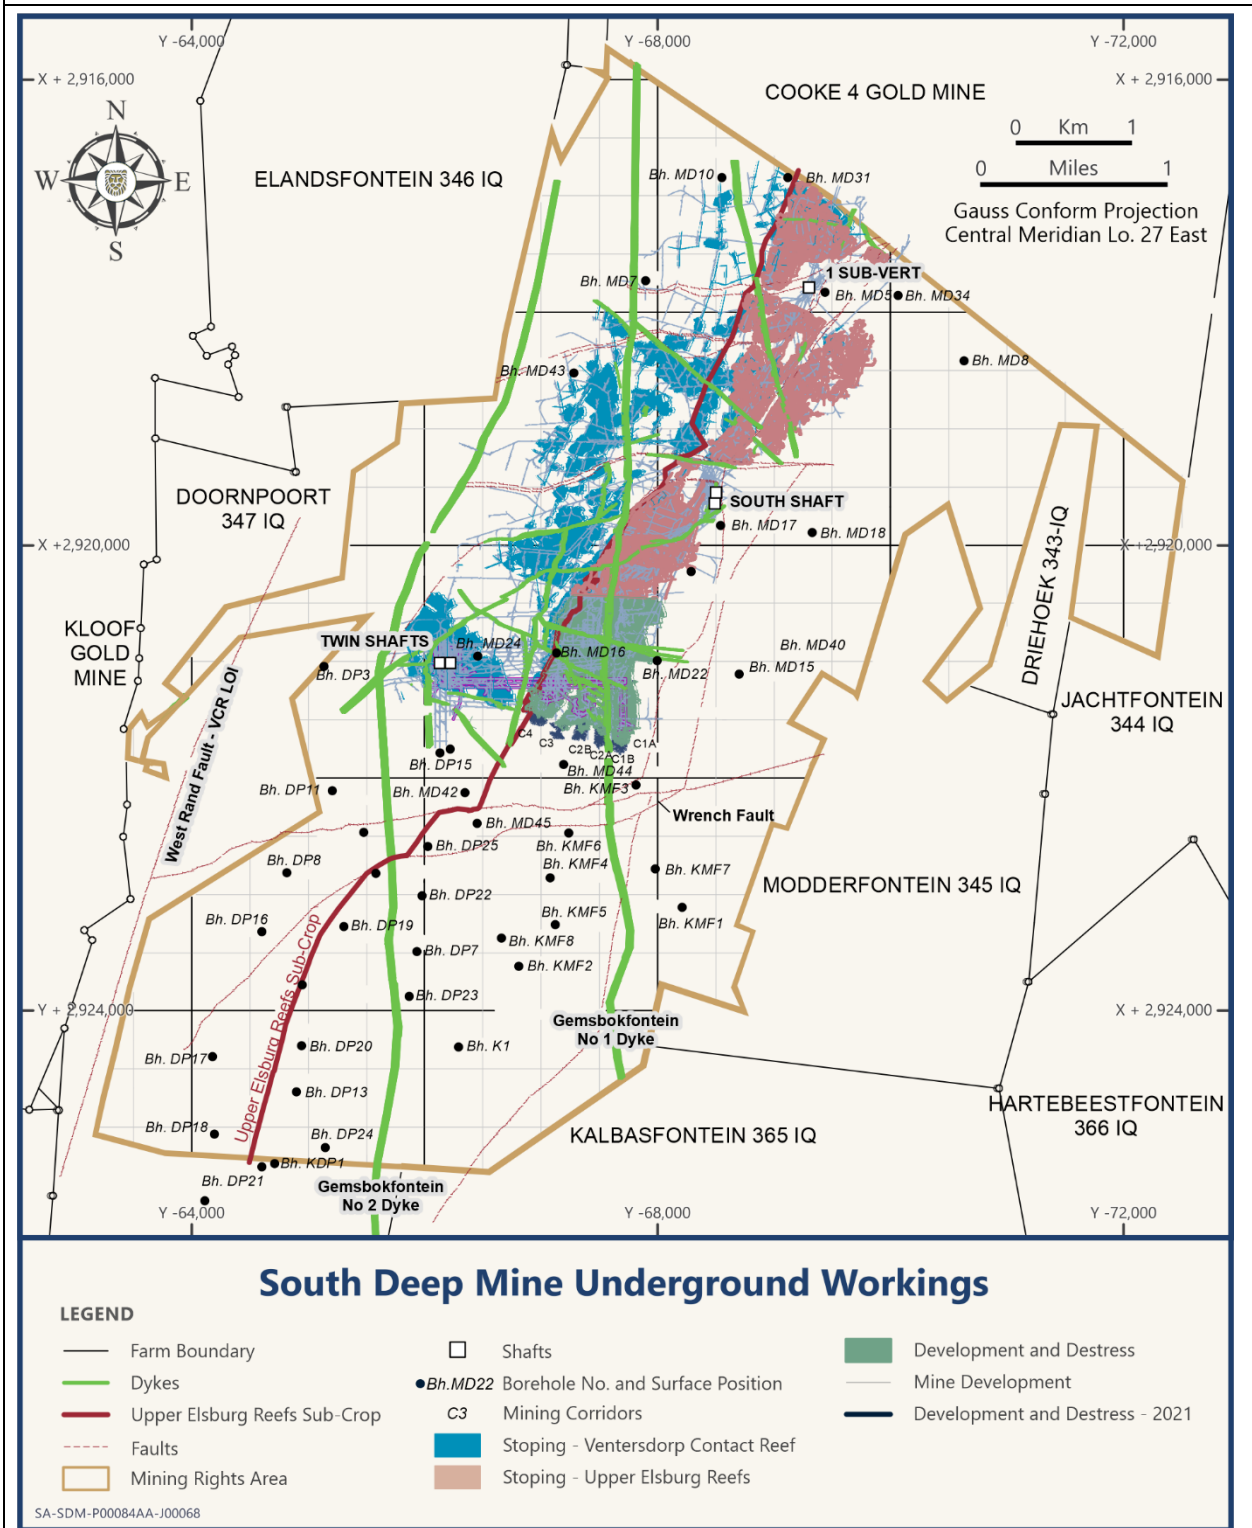 Y -64,000
Y -68,000
Y -72,000
X + 2,916,000
X + 2,916,000
COOKE 4 GOLD MINE
N
W
E
S
0 Km 1
0 Miles 1
Gauss Conform Projection
Central Meridian Lo. 27 East
ELANDSFONTEIN 346 IQ
Bh. MD10
Bh. MD31
1 SUB-VERT
Bh. MD7
Bh. MD5
Bh. MD34
Bh. MD8
Bh. MD43
DOORNPOORT
347 IQ
SOUTH SHAFT
Bh. MD17
Bh. MD18
X + 2,920,000
X + 2,920,000
DRIEHOEK 343-IQ
KLOOF
GOLD
MINE
TWIN SHAFTS
Bh. MD24
Bh. MD16
Bh. MD40
Bh. MD15
Bh. MD22
Bh. DP3
JACHTFONTEIN
344 IQ
West Rand Fault - VCR LOI
C4
C3
C2B
C2A
C1B
C1A
Bh. DP15
Bh. MD44
Bh. KMF3
Bh. DP11
Bh. MD42
Wrench Fault
Bh. MD45
Bh. DP25
Bh. KMF6
Bh. KMF4
Bh. DP8
Bh. KMF7
MODDERFONTEIN 345 IQ
Bh. DP22
Bh. DP16
Bh. DP19
Bh. KMF5
Bh. KMF1
Bh. KMF8
Bh. DP7
Bh. KMF2
Upper Elsburg Reefs Sub-Crop
Bh. DP23
Y + 2,924,000
X + 2,924,000
Gemsbokfontein
No 1 Dyke
Bh. DP17
Bh. DP20
Bh. K1
Bh. DP13
HARTEBEESTFONTEIN
366 IQ
Bh. DP18
Bh. DP24
KALBASFONTEIN 365 IQ
Bh. KDP1
Bh. DP21
Gemsbokfontein
No 2 Dyke
Y -64,000
Y -68,000
Y -72,000
South Deep Mine Underground Workings
LEGEND
Farm Boundary
Dykes
Upper Elsburg Reefs Sub-Crop
Faults
Mining Rights Area
Shafts
Bh.MD22 Borehole No. and Surface Position
C3 Mining Corridors
Stoping - Ventersdorp Contact Reef
Stoping - Upper Elsburg Reefs
Development and Destress
Mine Development
Development and Destress - 2021
SA-SDM-P00084AA-J00068